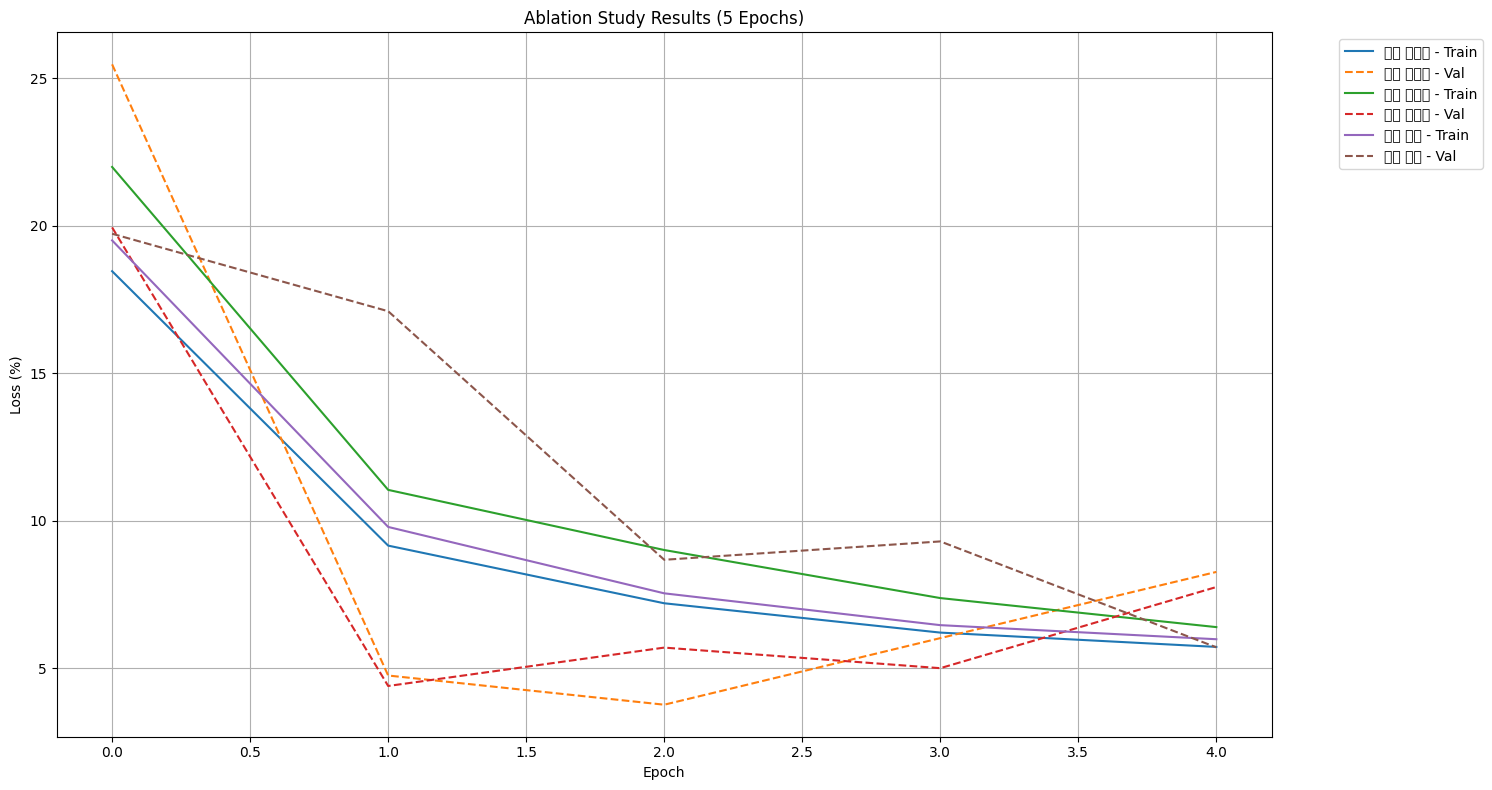 Ablation Study Results (5 Epochs)
- Train
- Val
- Train
- Val
- Train
- Val
25
20
15
10
5
Loss (%)
0.0 0.5 1.0 1.5 2.0 2.5 3.0 3.5 4.0
Epoch